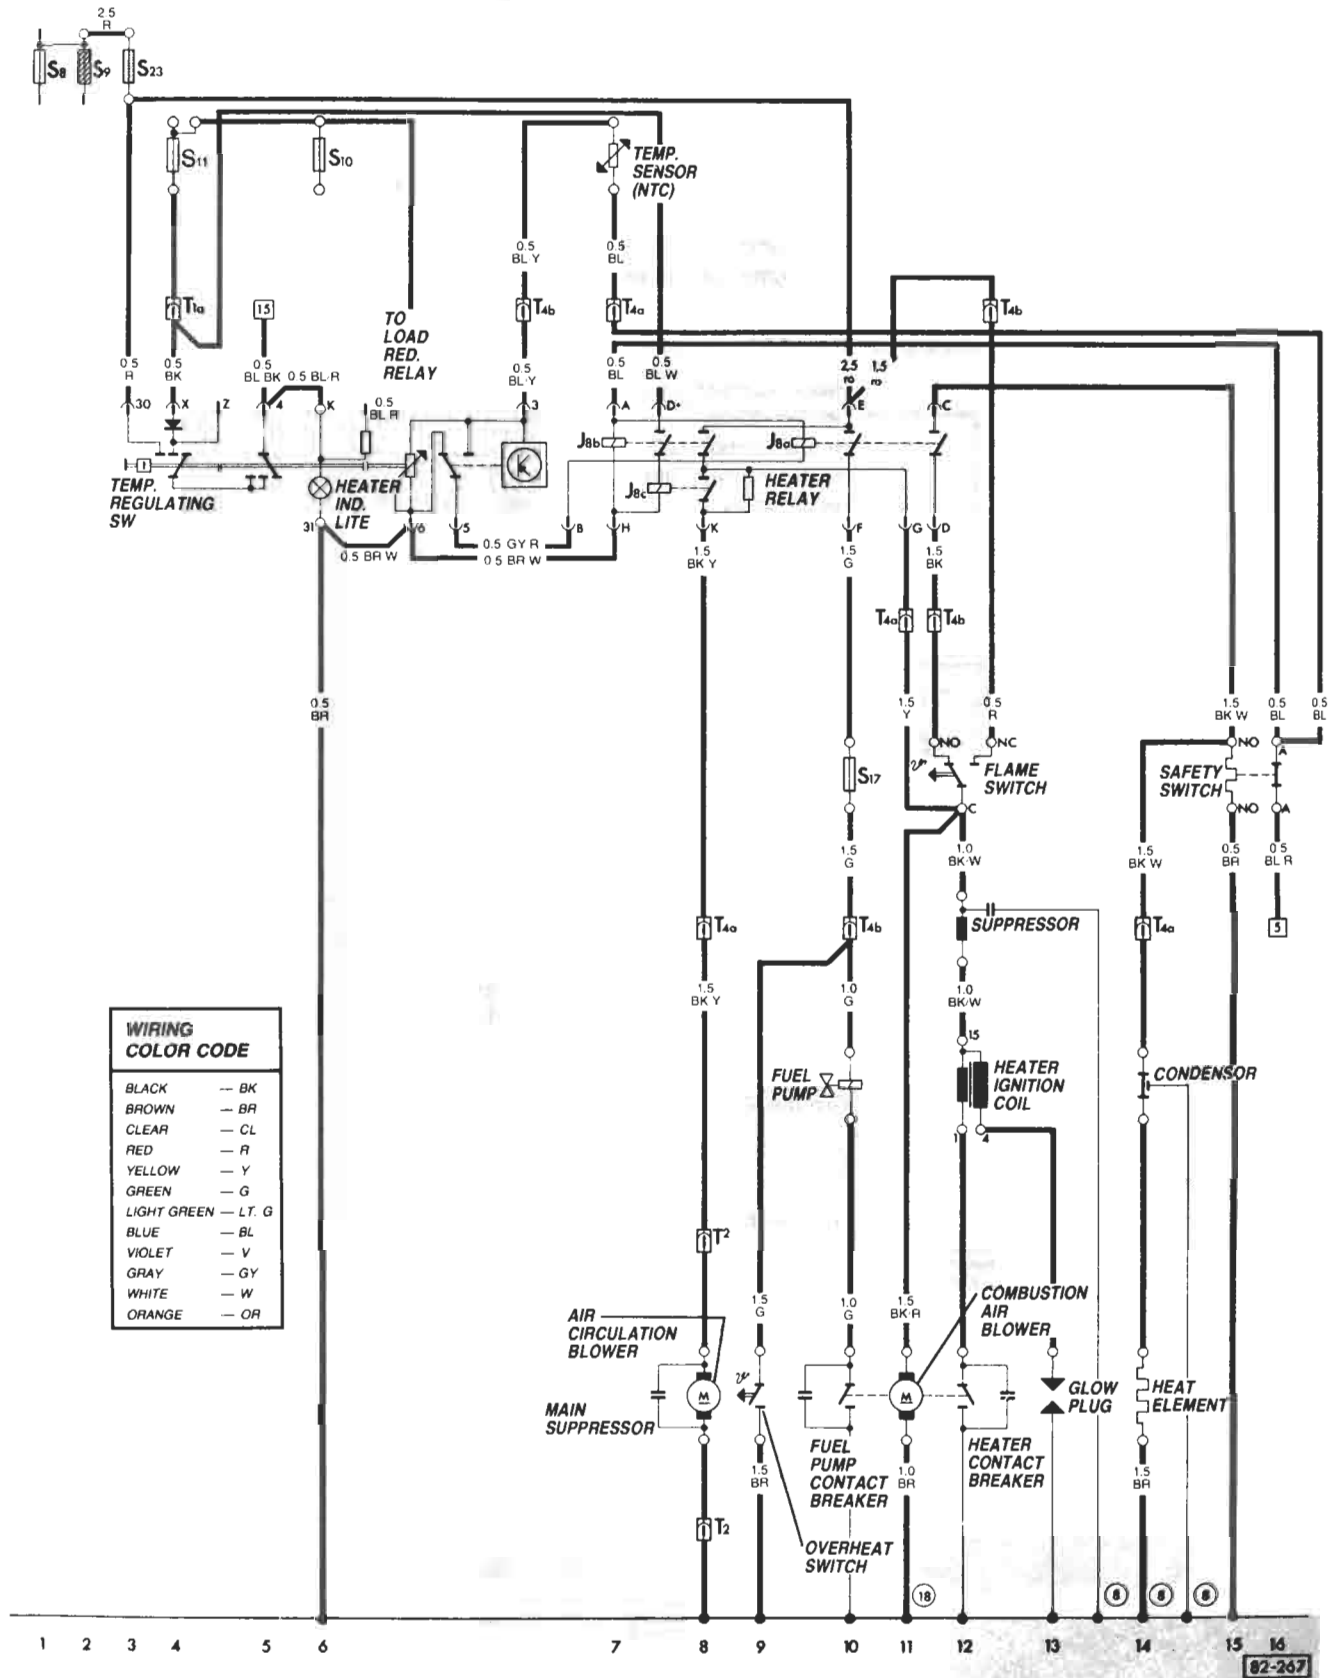 2.5
R
S8
S9
S23
S11
S10
TEMP.
SENSOR
(NTC)
0.5
BL·Y
0.5
BL
T1a
15
T4b
T4a
T4b
TO
LOAD
RED.
RELAY
0.5
R
0.5
BK
0.5
BL BK
0.5 BL·R
0.5
BL R
0.5
BL·Y
0.5
BL
0.5
BL W
2.5
ro
1.5
ro
30
X
Z
4
K
3
A
D+
E
C
J8b
J8a
J8c
TEMP.
REGULATING
SW
HEATER
IND.
LITE
HEATER
RELAY
31
6
5
B
H
K
F
G
D
0.5 BR W
0.5 GY R
0.5 BR W
1.5
BK Y
1.5
G
1.5
BK
T4a
T4b
0.5
BR
1.5
Y
0.5
R
1.5
BK W
0.5
BL
0.5
BL
NO
NC
NO
A
S17
FLAME
SWITCH
SAFETY
SWITCH
C
NO
A
1.5
G
1.0
BK·W
1.5
BK W
0.5
BR
0.5
BL R
T4a
T4b
SUPPRESSOR
T4a
5
1.5
BK Y
1.0
G
1.0
BK/W
15
WIRING
COLOR CODE
BLACK — BK
BROWN — BR
CLEAR — CL
RED — R
YELLOW — Y
GREEN — G
LIGHT GREEN — LT. G
BLUE — BL
VIOLET — V
GRAY — GY
WHITE — W
ORANGE — OR
FUEL
PUMP
HEATER
IGNITION
COIL
CONDENSOR
1
4
T2
1.5
G
1.0
G
1.5
BK·R
COMBUSTION
AIR
BLOWER
AIR
CIRCULATION
BLOWER
M
M
MAIN
SUPPRESSOR
GLOW
PLUG
HEAT
ELEMENT
FUEL
PUMP
CONTACT
BREAKER
HEATER
CONTACT
BREAKER
1.5
BR
1.0
BR
1.5
BR
T2
OVERHEAT
SWITCH
18
8
8
8
1 2 3 4 5 6 7 8 9 10 11 12 13 14 15 16
82-267